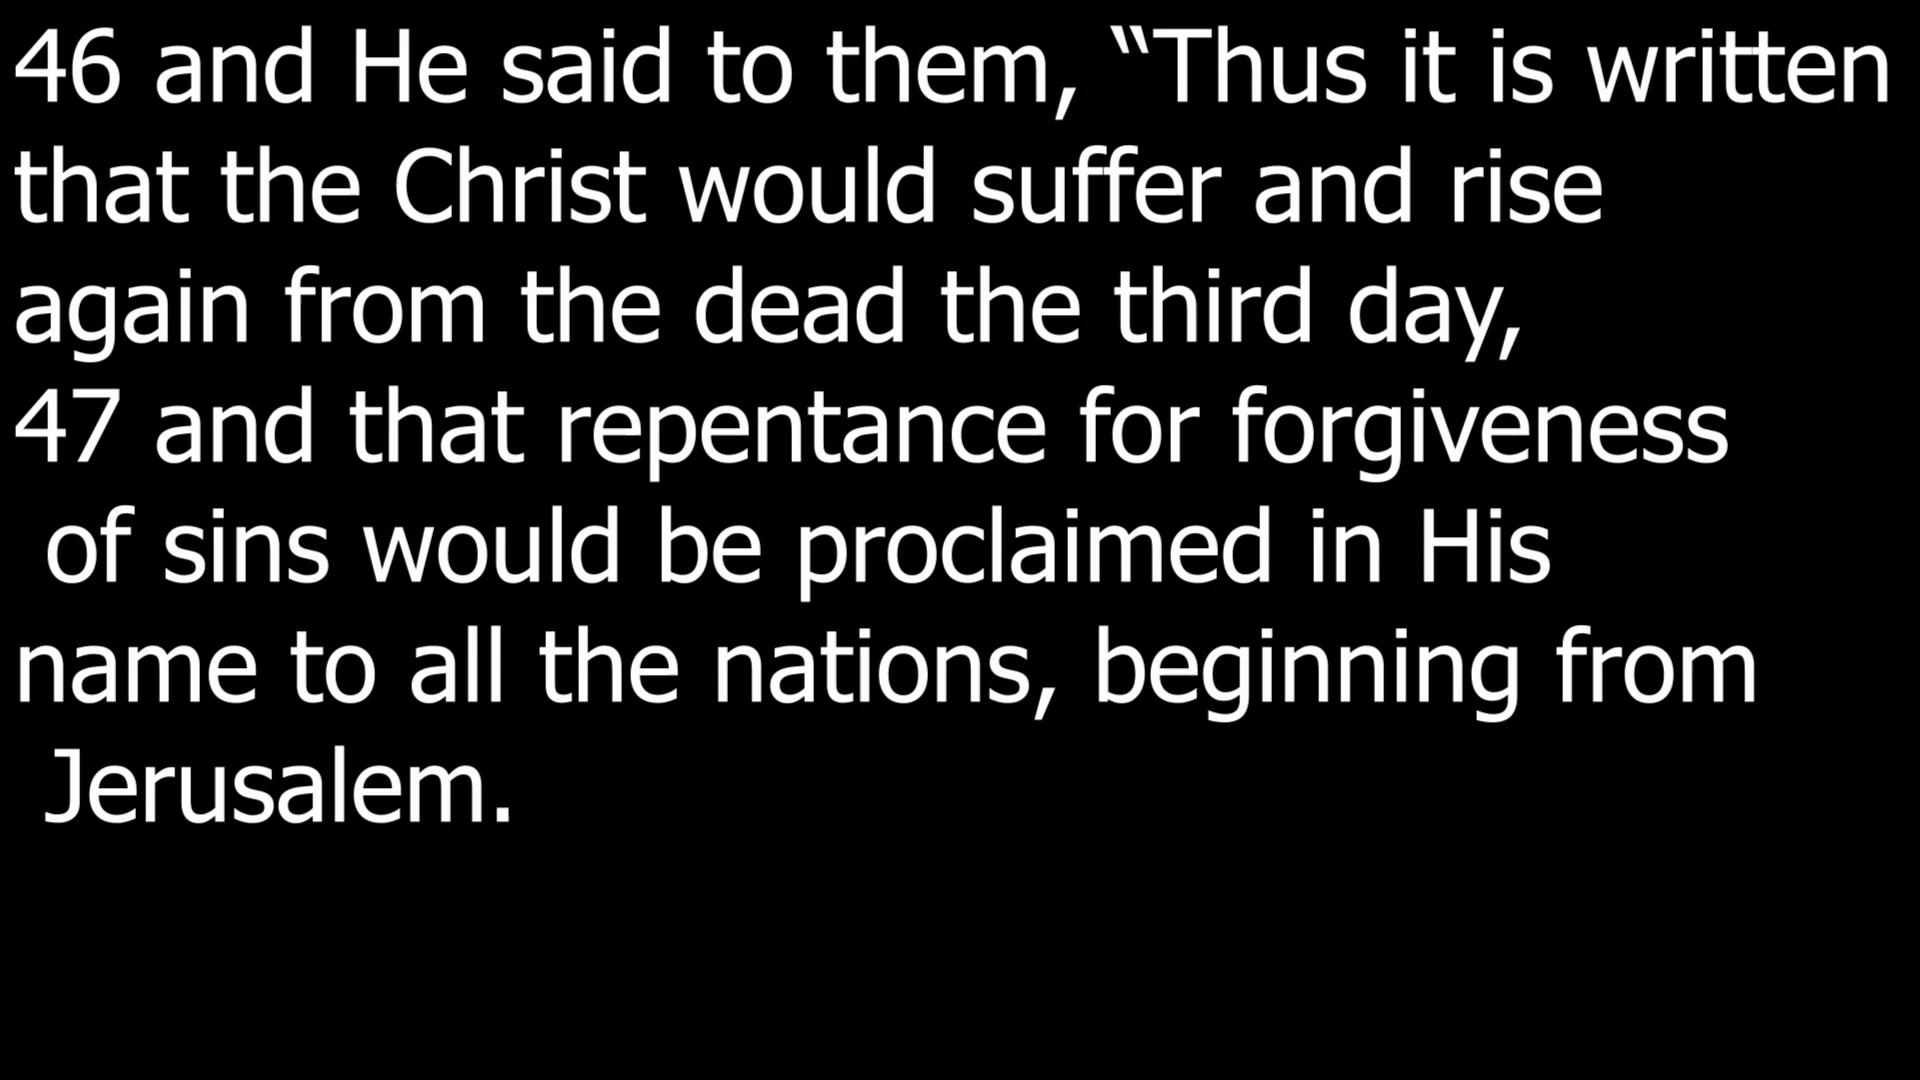 46 and He said to them, “Thus it is written
that the Christ would suffer and rise
again from the dead the third day,
47 and that repentance for forgiveness
of sins would be proclaimed in His
name to all the nations, beginning from
Jerusalem.